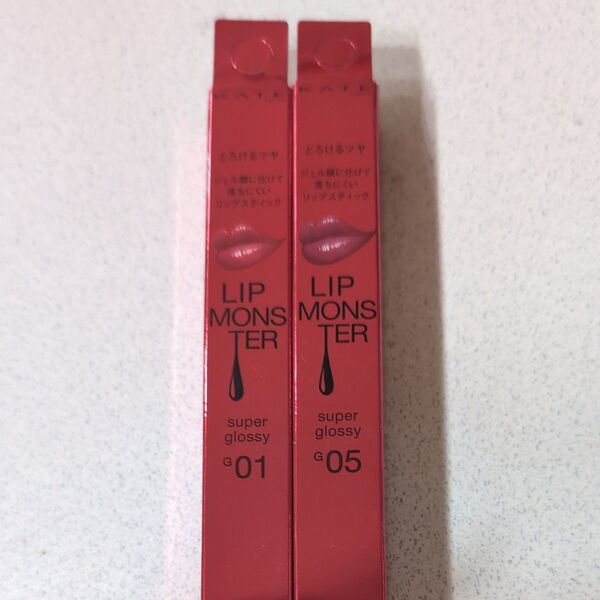 KATE
とろけるツヤ
ジェル膜に化けて
落ちにくい
リップスティック
LIP
MONS
TER
super
glossy
G01
KATE
とろけるツヤ
ジェル膜に化けて
落ちにくい
リップスティック
LIP
MONS
TER
super
glossy
G05